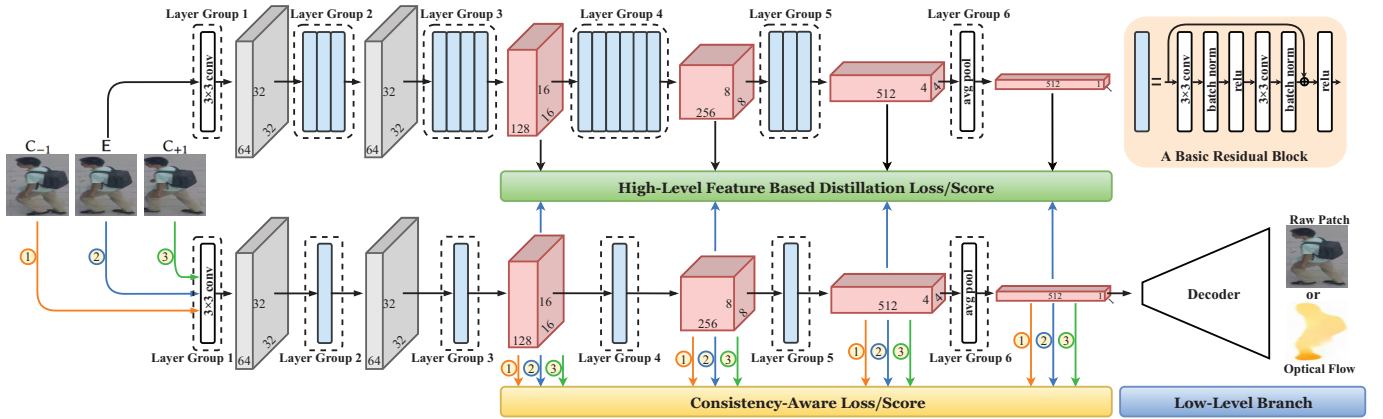 Layer Group 1
Layer Group 2
Layer Group 3
Layer Group 4
Layer Group 5
Layer Group 6
3×3 conv
64
32
32
64
32
32
128
16
16
256
8
8
512
4
4
avg pool
512
1
3×3 conv
batch norm
relu
3×3 conv
batch norm
relu
A Basic Residual Block
C−1
E
C+1
High-Level Feature Based Distillation Loss/Score
1
2
3
3×3 conv
64
32
32
64
32
32
128
16
16
256
8
8
512
4
4
avg pool
512
1
Decoder
Raw Patch
or
Optical Flow
Layer Group 1
Layer Group 2
Layer Group 3
Layer Group 4
Layer Group 5
Layer Group 6
1
2
3
1
2
3
1
2
3
1
2
3
Consistency-Aware Loss/Score
Low-Level Branch